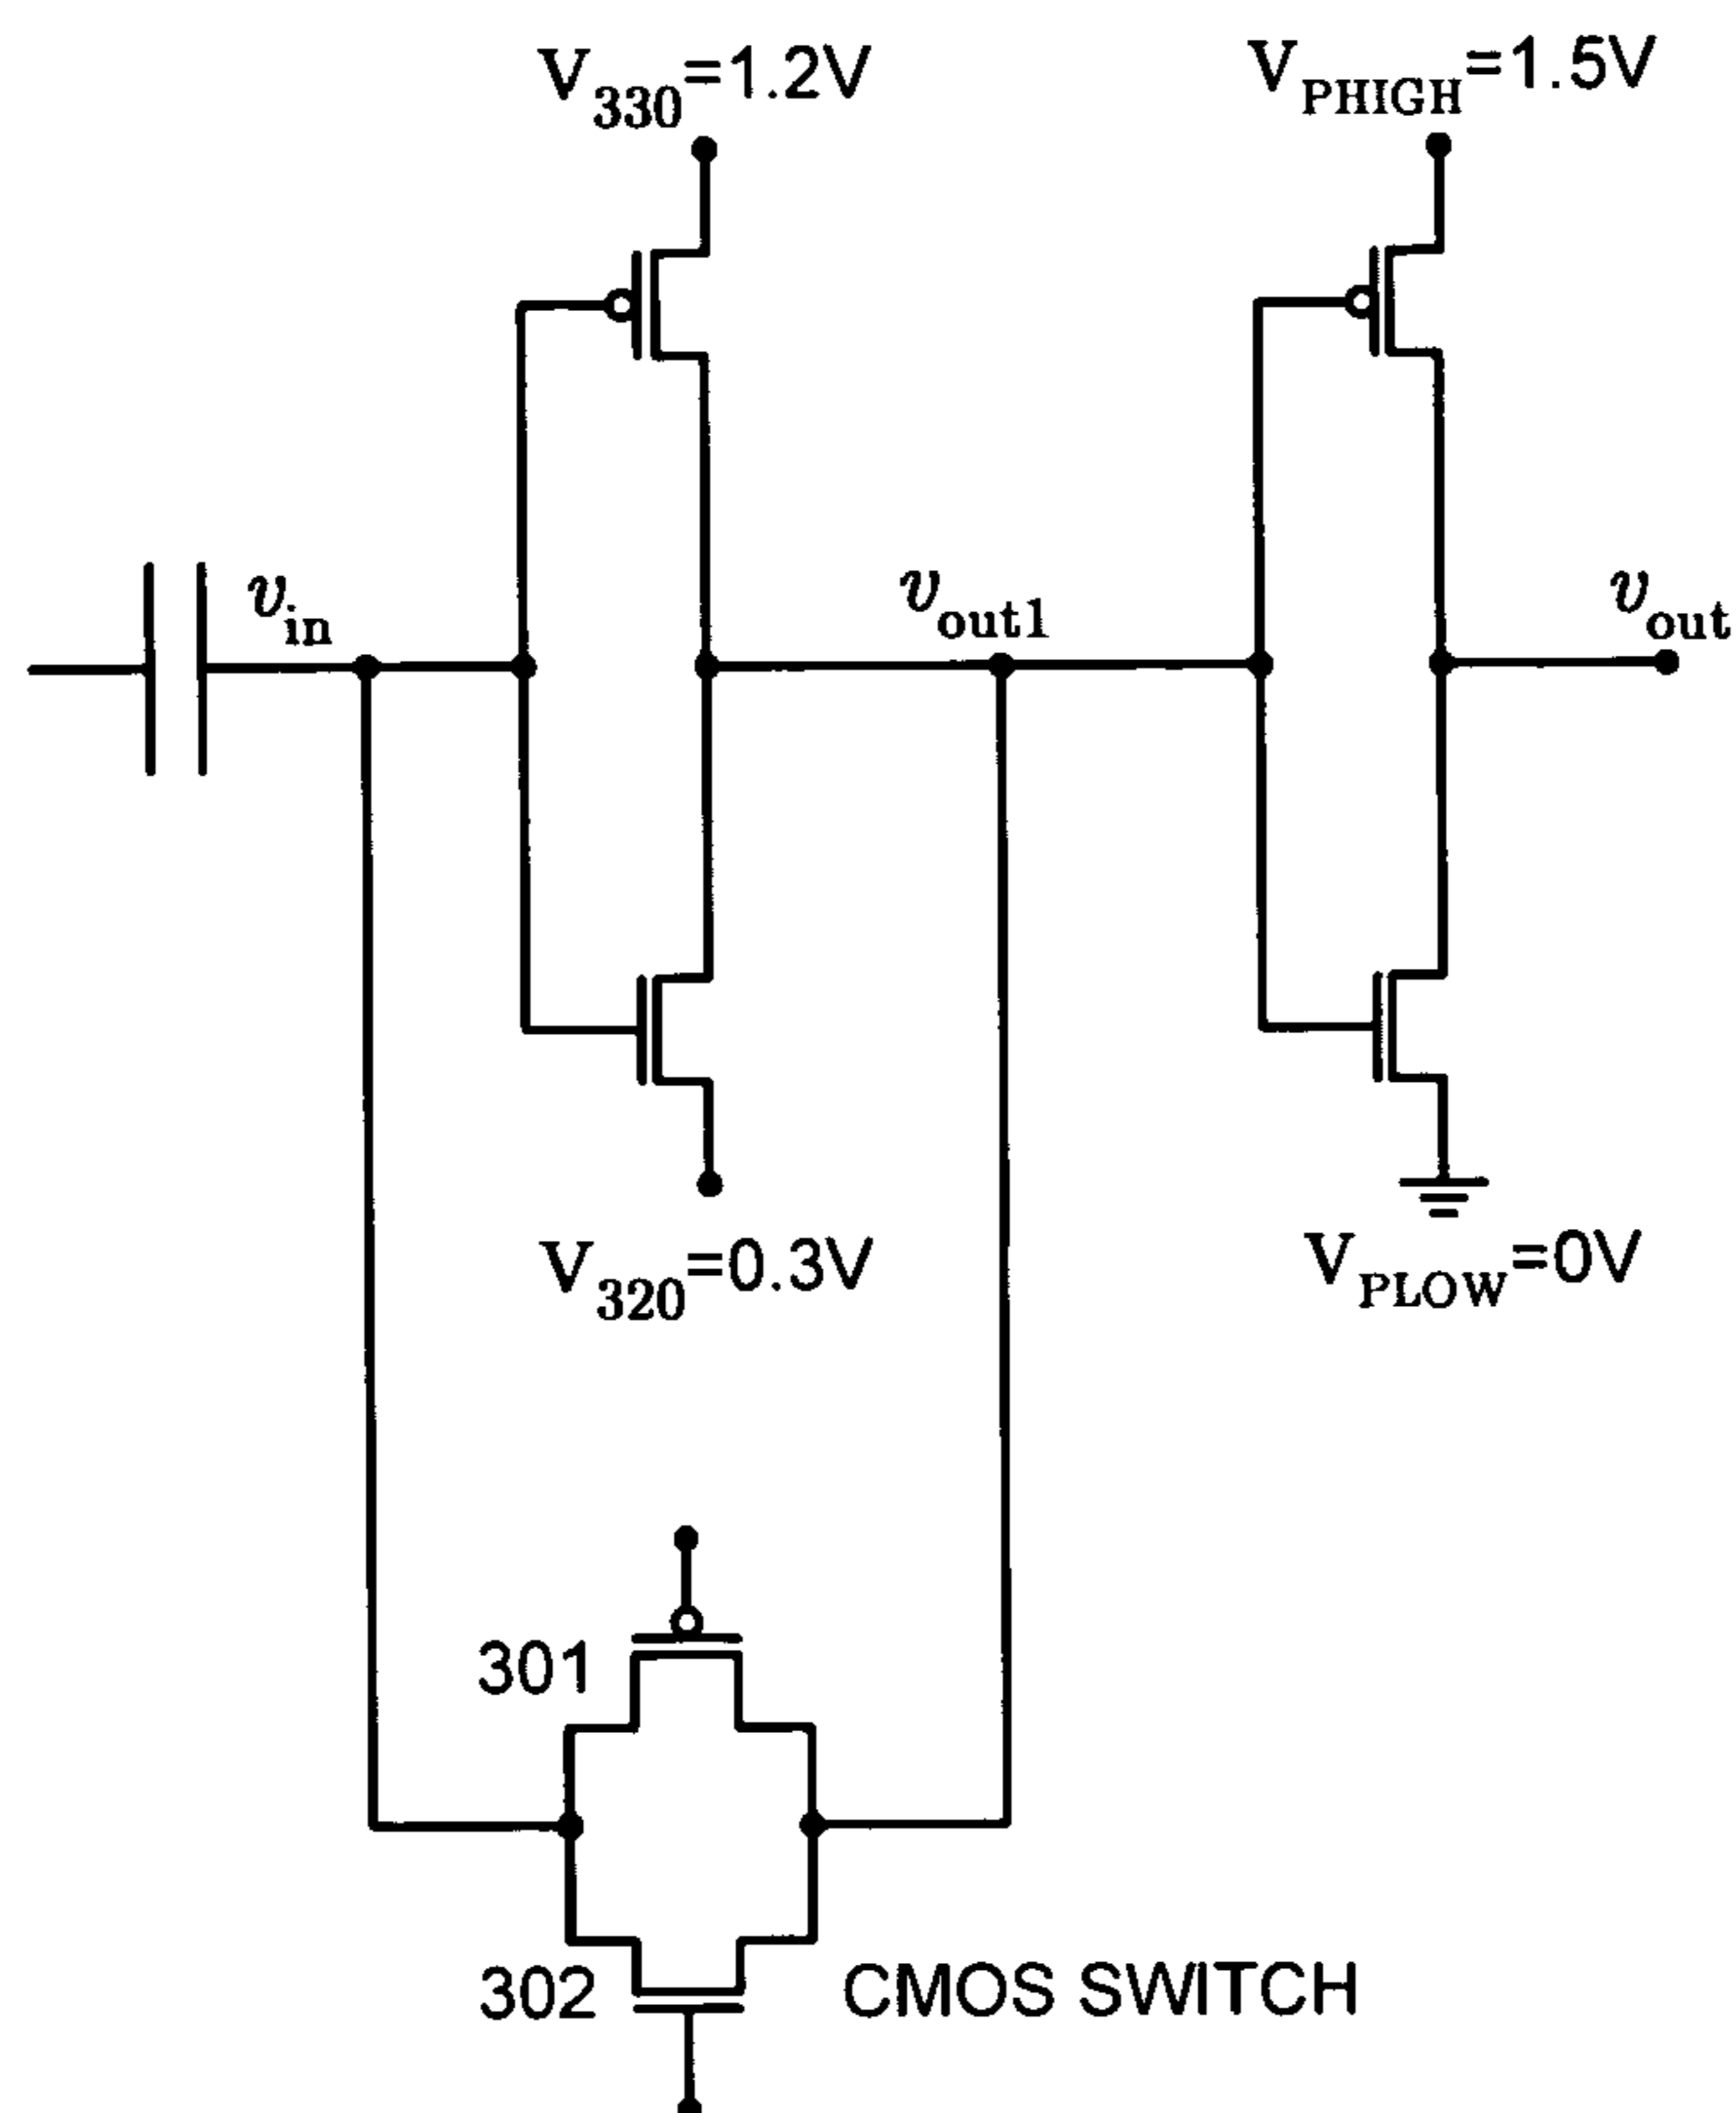 V330=1.2V
VPHIGH=1.5V
vin
vout1
vout
V320=0.3V
VPLOW=0V
301
302
CMOS SWITCH